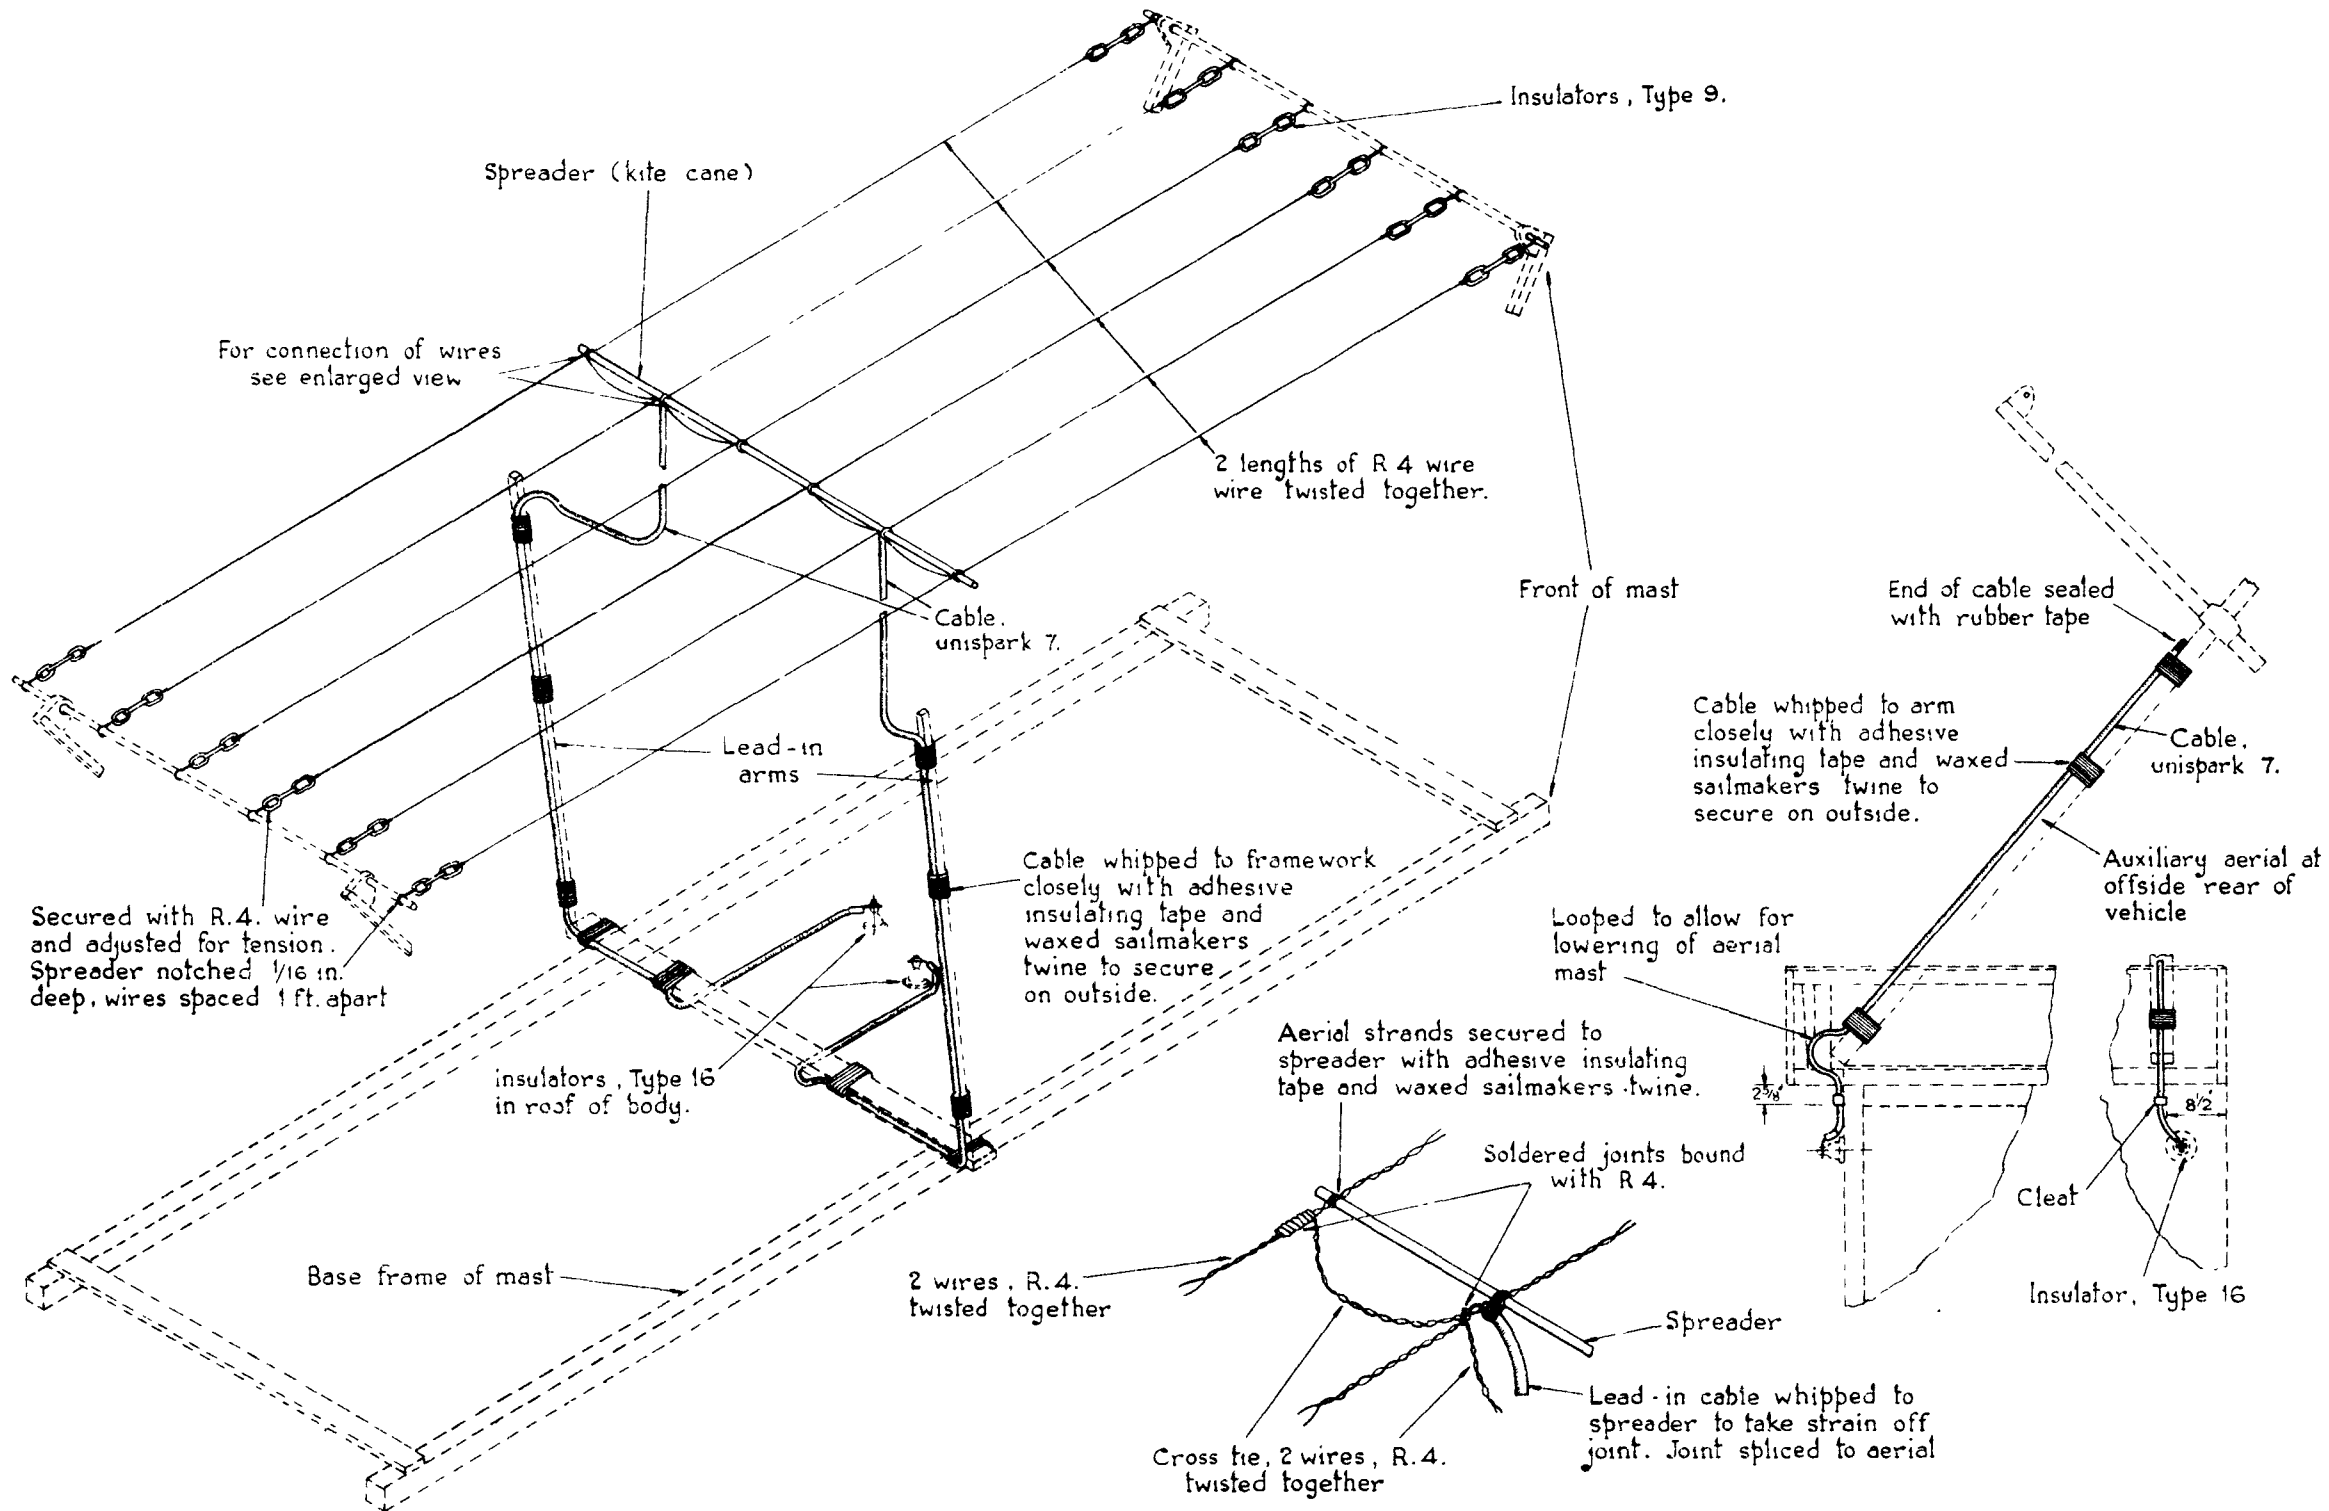 Insulators, Type 9.
Spreader (kite cane)
For connection of wires
see enlarged view
2 lengths of R 4 wire
wire twisted together.
Front of mast
Cable.
unispark 7.
Lead-in
arms
Cable whipped to framework
closely with adhesive
insulating tape and
waxed sailmakers
twine to secure
on outside.
Secured with R.4. wire
and adjusted for tension.
Spreader notched 1/16 in.
deep, wires spaced 1 ft. apart
insulators, Type 16
in roof of body.
Base frame of mast
End of cable sealed
with rubber tape
Cable whipped to arm
closely with adhesive
insulating tape and waxed
sailmakers twine to
secure on outside.
Cable,
unispark 7.
Auxiliary aerial at
offside rear of
vehicle
Looped to allow for
lowering of aerial
mast
2 5/8"
8 1/2"
Cleat
Insulator, Type 16
Aerial strands secured to
spreader with adhesive insulating
tape and waxed sailmakers twine.
Soldered joints bound
with R 4.
2 wires, R.4.
twisted together
Spreader
Cross tie, 2 wires, R.4.
twisted together
Lead-in cable whipped to
spreader to take strain off
joint. Joint spliced to aerial